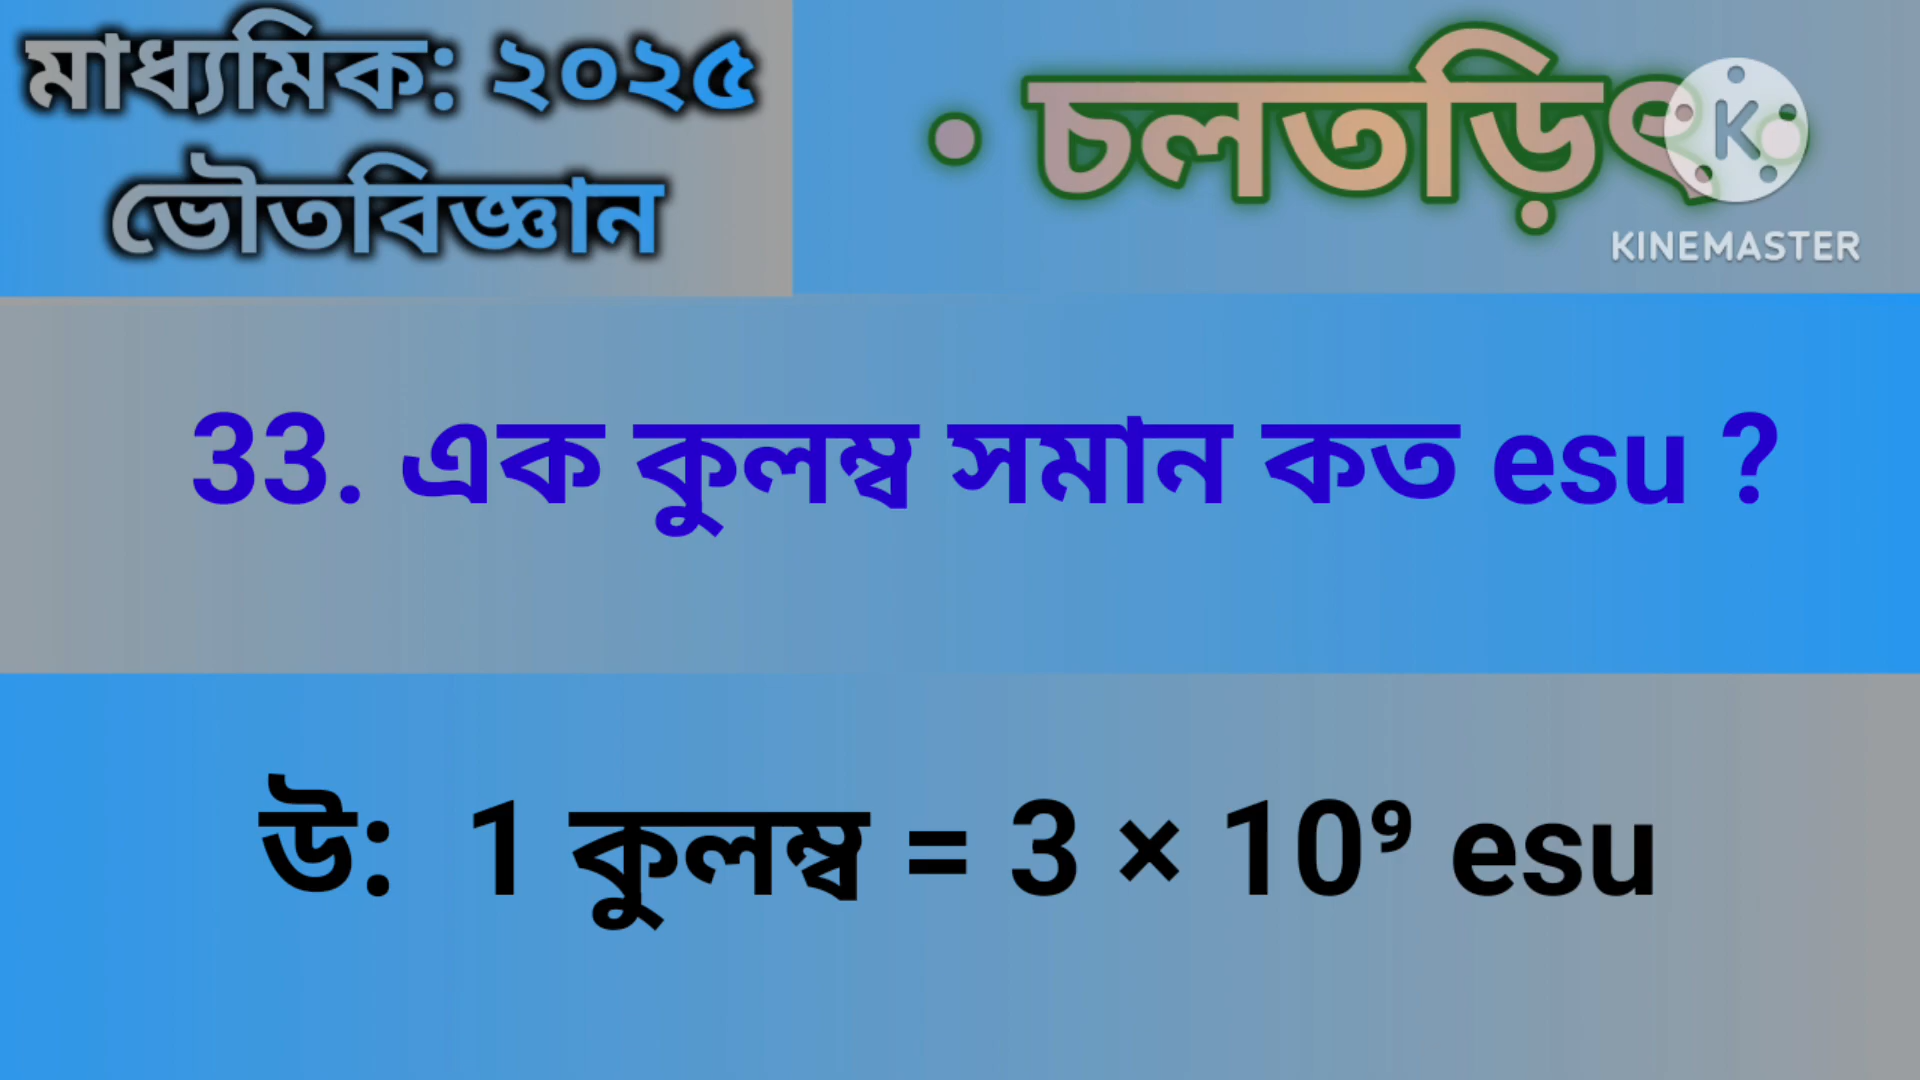 মাধ্যমিক: ২০২৫
ভৌতবিজ্ঞান
• চলতড়িৎ •
K
KINEMASTER
33. এক কুলম্ব সমান কত esu ?
উ: 1 কুলম্ব = 3 × 10⁹ esu